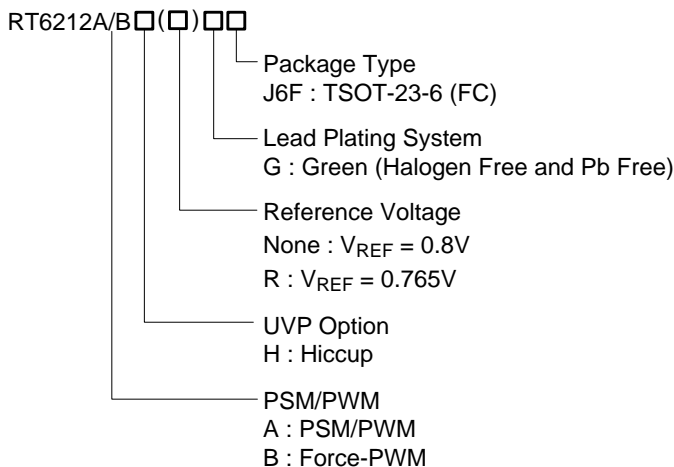 RT6212A/B□(□)□□
Package Type
J6F : TSOT-23-6 (FC)
Lead Plating System
G : Green (Halogen Free and Pb Free)
Reference Voltage
None : VREF = 0.8V
R : VREF = 0.765V
UVP Option
H : Hiccup
PSM/PWM
A : PSM/PWM
B : Force-PWM